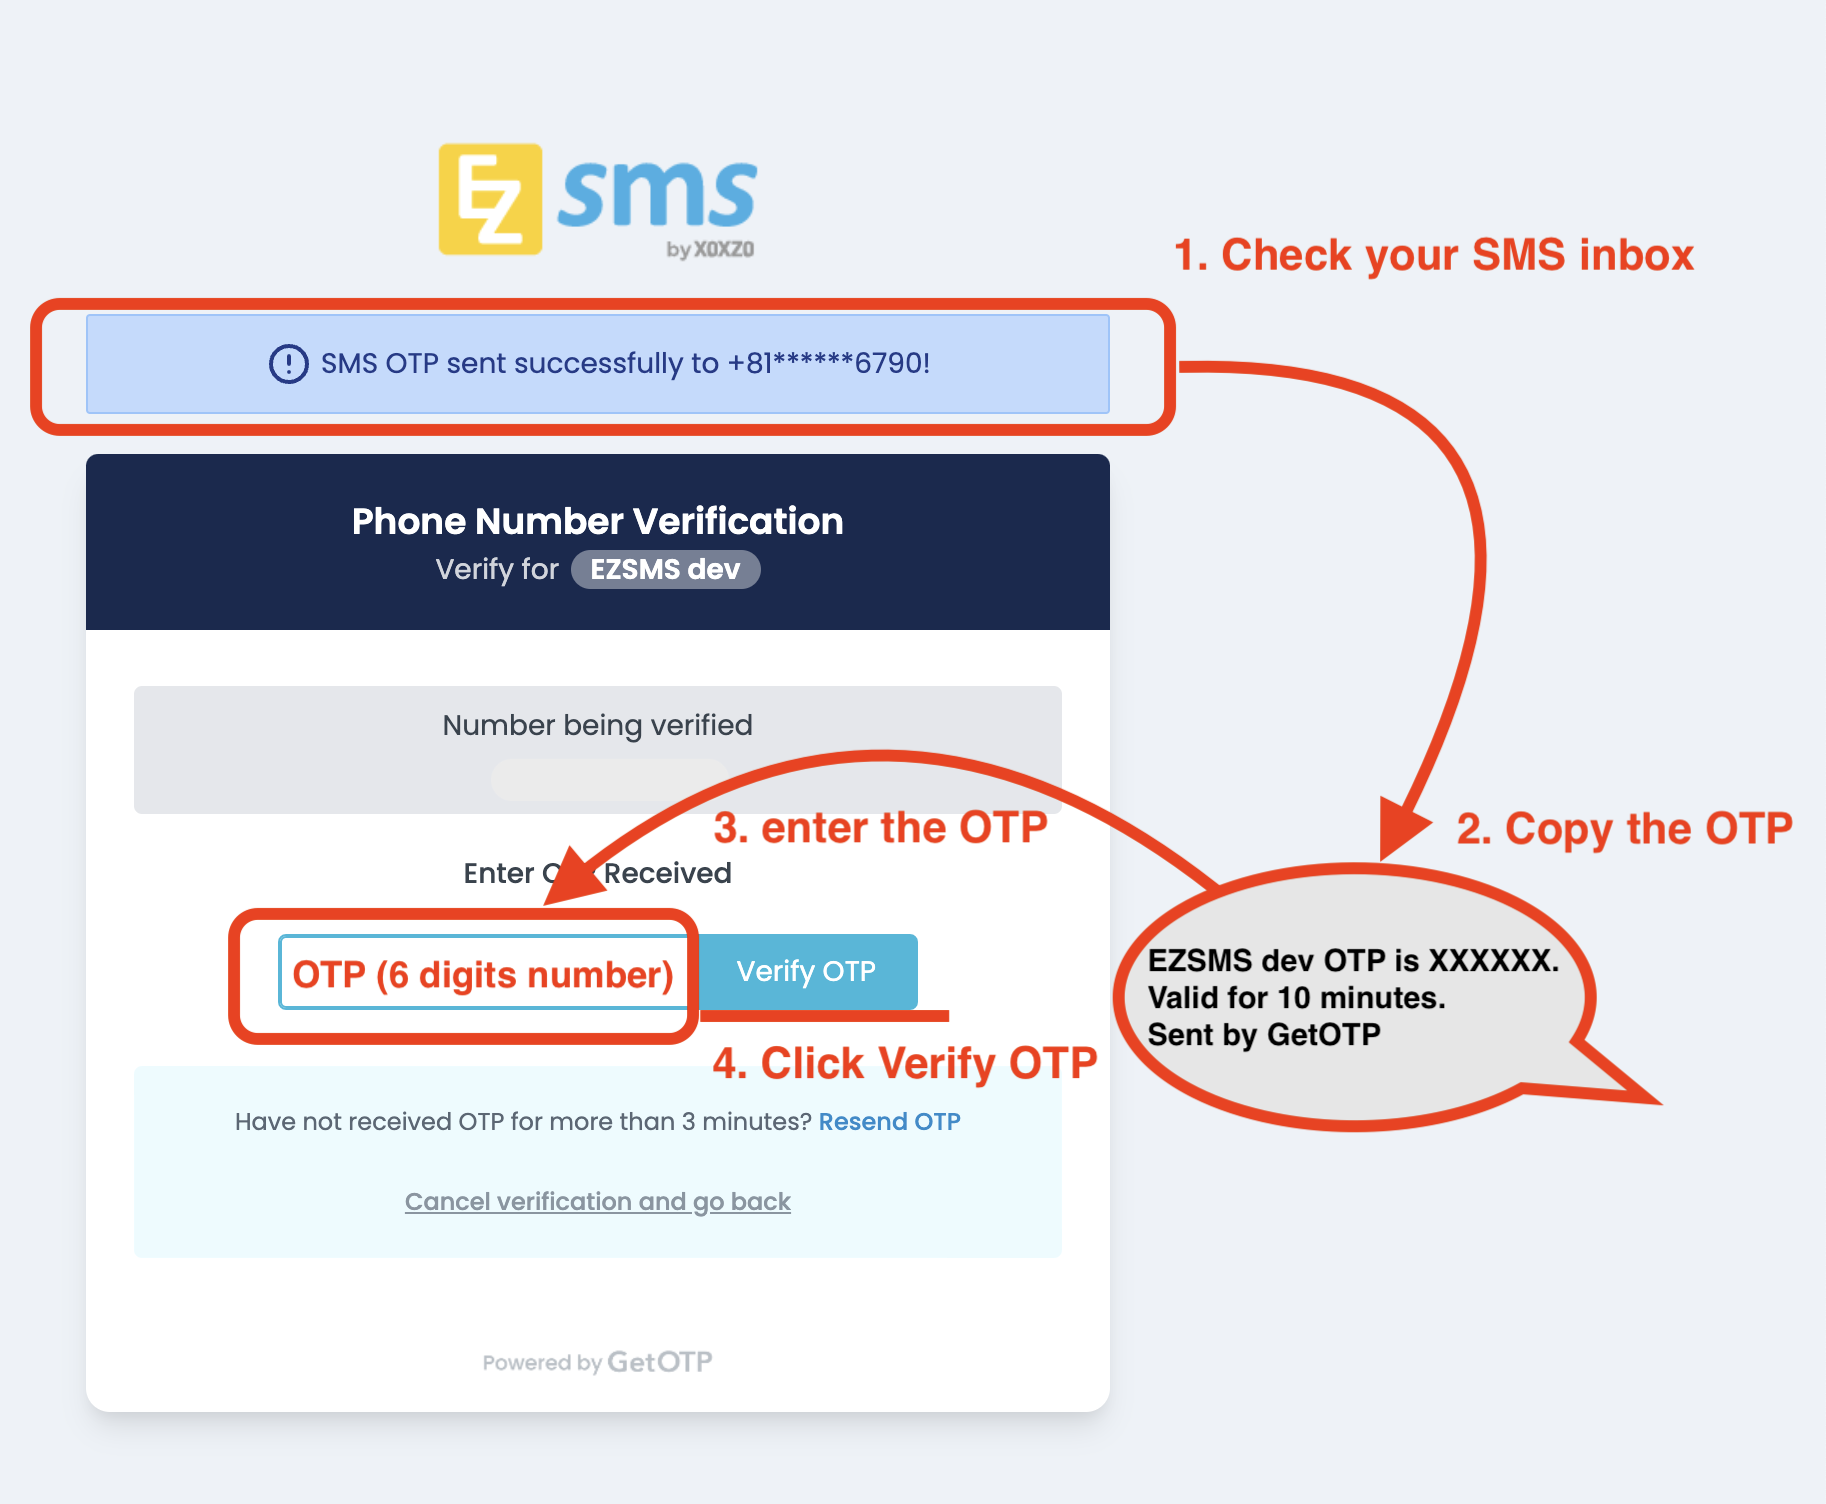 EZ sms
by XOXZO
1. Check your SMS inbox
SMS OTP sent successfully to +81******6790!
Phone Number Verification
Verify for EZSMS dev
Number being verified
3. enter the OTP
2. Copy the OTP
Enter Received
OTP (6 digits number)
Verify OTP
EZSMS dev OTP is XXXXXX.
Valid for 10 minutes.
Sent by GetOTP
4. Click Verify OTP
Have not received OTP for more than 3 minutes? Resend OTP
Cancel verification and go back
Powered by GetOTP